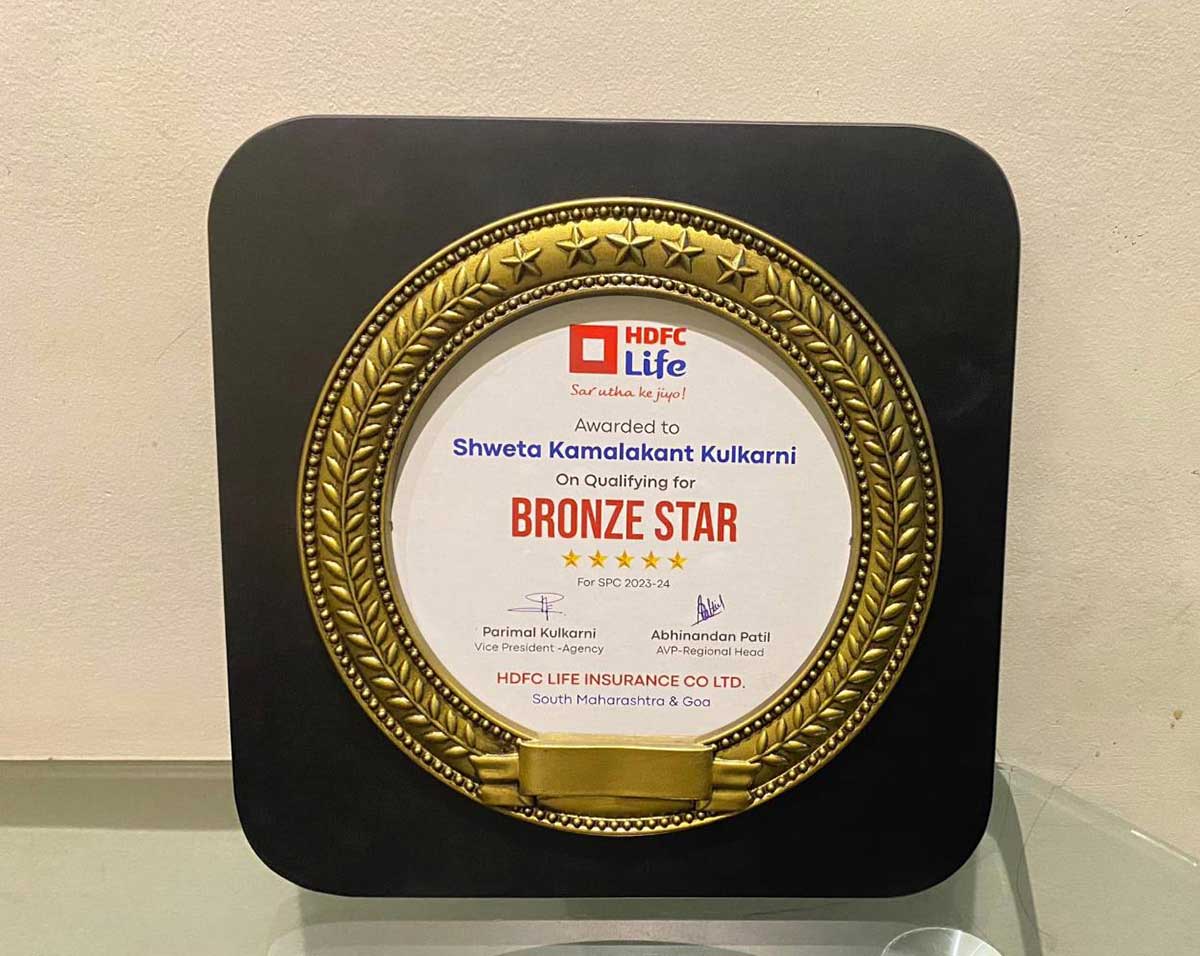 HDFC
Life
Sar utha ke jiyo!
Awarded to
Shweta Kamalakant Kulkarni
On Qualifying for
BRONZE STAR
For SPC 2023-24
Parimal Kulkarni Abhinandan Patil
Vice President -Agency AVP-Regional Head
HDFC LIFE INSURANCE CO LTD.
South Maharashtra & Goa